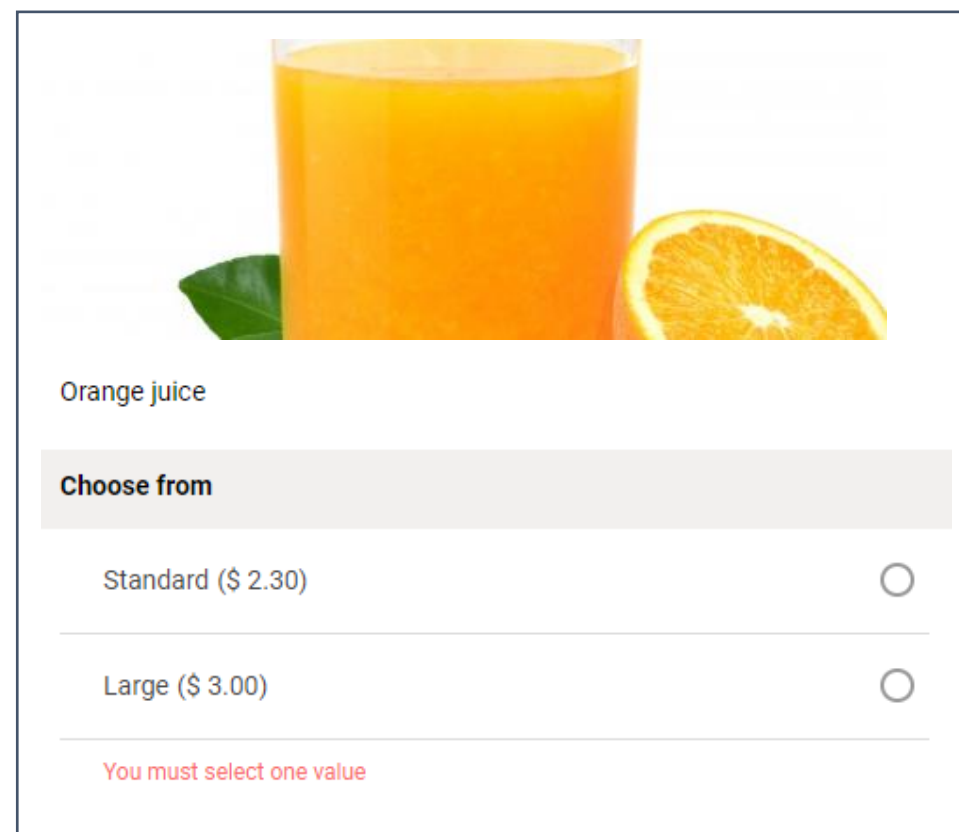 Orange juice
Choose from
Standard ($ 2.30)
Large ($ 3.00)
You must select one value